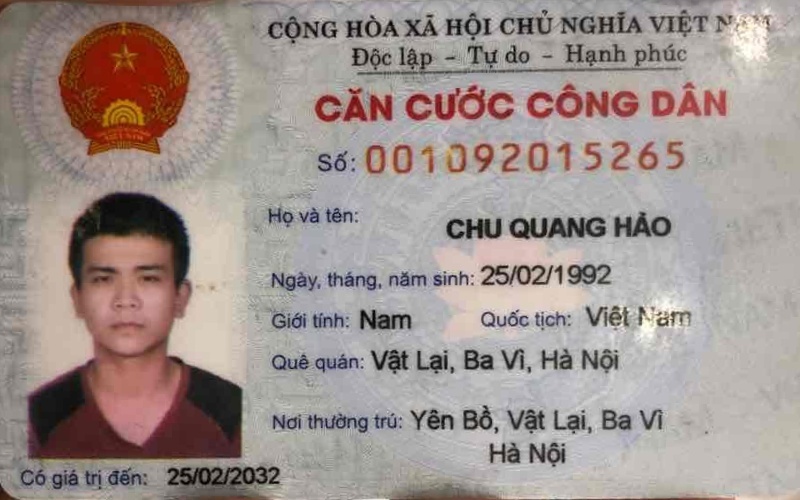 CỘNG HÒA XÃ HỘI CHỦ NGHĨA VIỆT NAM
Độc lập - Tự do - Hạnh phúc
CĂN CƯỚC CÔNG DÂN
Số: 001092015265
Họ và tên: CHU QUANG HẢO
Ngày, tháng, năm sinh: 25/02/1992
Giới tính: Nam Quốc tịch: Việt Nam
Quê quán: Vật Lại, Ba Vì, Hà Nội
Nơi thường trú: Yên Bồ, Vật Lại, Ba Vì
Hà Nội
Có giá trị đến: 25/02/2032